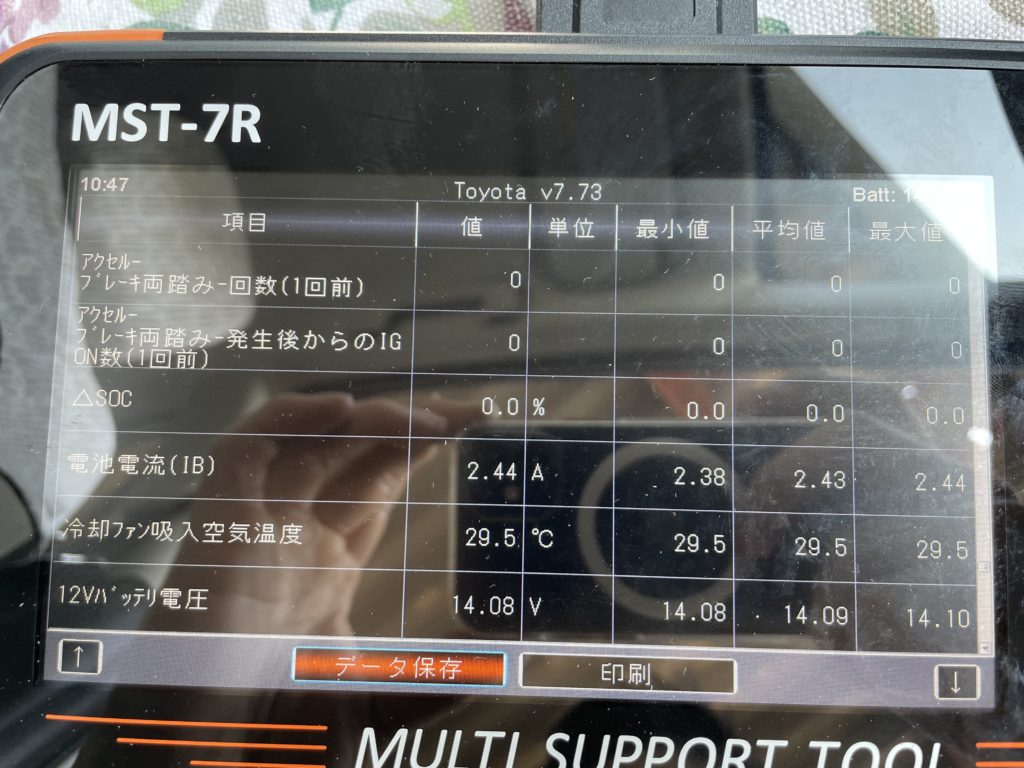 MST-7R
10:47 Toyota v7.73 Batt:
項目 値 単位 最小値 平均値 最大値
アクセルー
ブレーキ両踏み-回数(1回前) 0 0 0 0
アクセルー
ブレーキ両踏み-発生後からのIG
ON数(1回前) 0 0 0 0
△SOC 0.0 % 0.0 0.0 0.0
電池電流(IB) 2.44 A 2.38 2.43 2.44
冷却ファン吸入空気温度 29.5 ℃ 29.5 29.5 29.5
12Vバッテリ電圧 14.08 V 14.08 14.09 14.10
↑ データ保存 印刷 ↓
MULTI SUPPORT TOOL